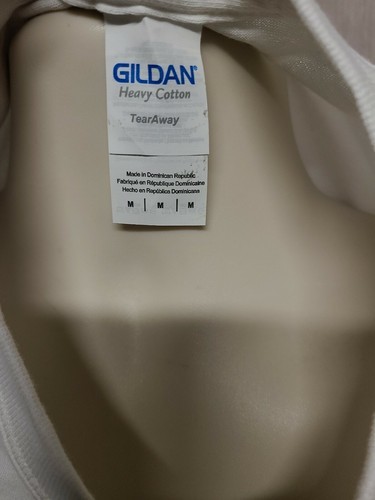 GILDAN®
Heavy Cotton
TearAway
Made in Dominican Republic
Fabriqué en République Dominicaine
Hecho en República Dominicana
M | M | M